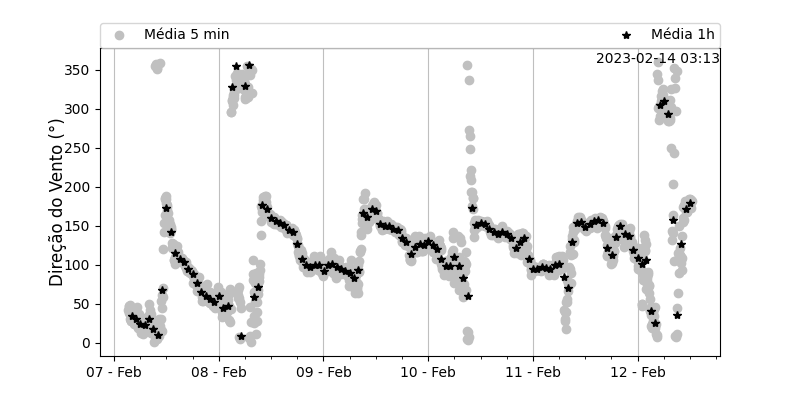 Média 5 min
Média 1h
2023-02-14 03:13
Direção do Vento (°)
350
300
250
200
150
100
50
0
07 - Feb
08 - Feb
09 - Feb
10 - Feb
11 - Feb
12 - Feb